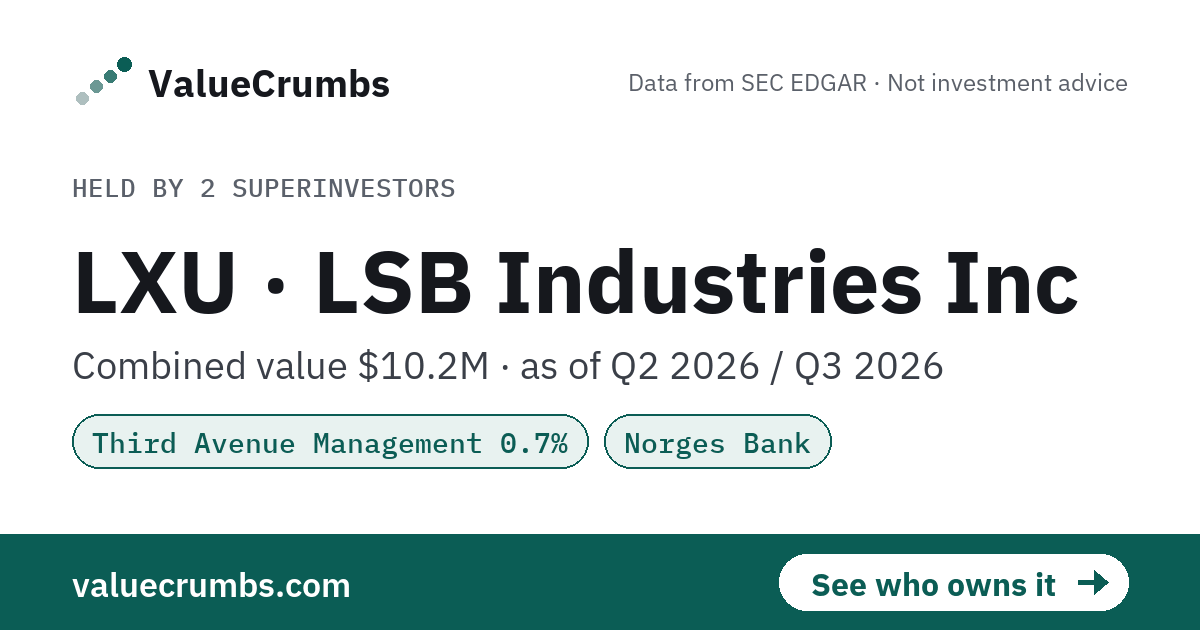 ValueCrumbs
Data from SEC EDGAR · Not investment advice
HELD BY 2 SUPERINVESTORS
LXU · LSB Industries Inc
Combined value $10.2M · as of Q2 2026 / Q3 2026
Third Avenue Management 0.7%
Norges Bank
valuecrumbs.com
See who owns it